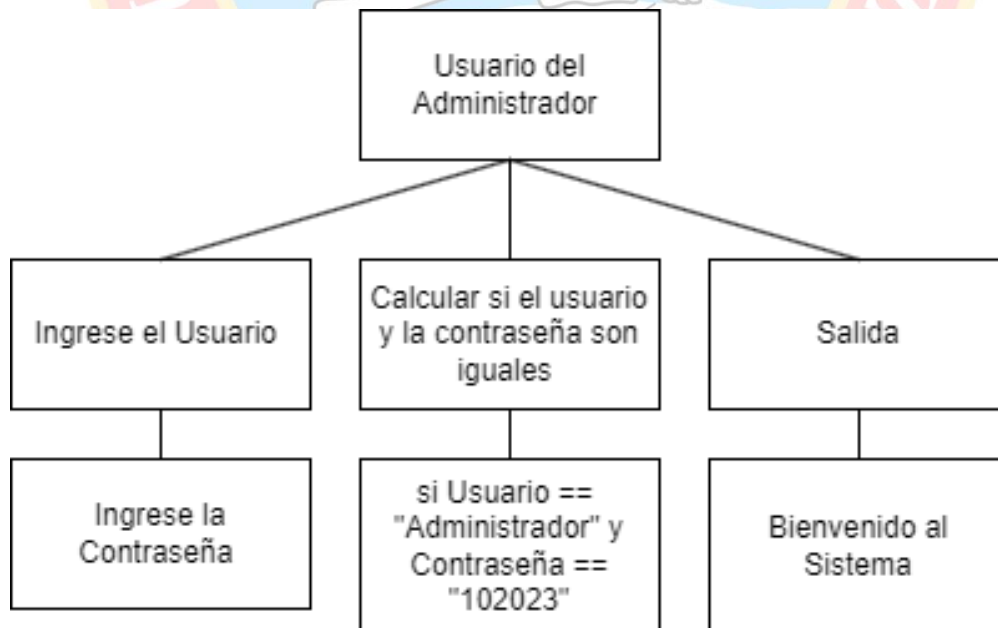 Usuario del
Administrador
Ingrese el Usuario
Calcular si el usuario
y la contraseña son
iguales
Salida
Ingrese la
Contraseña
si Usuario ==
"Administrador" y
Contraseña ==
"102023"
Bienvenido al
Sistema